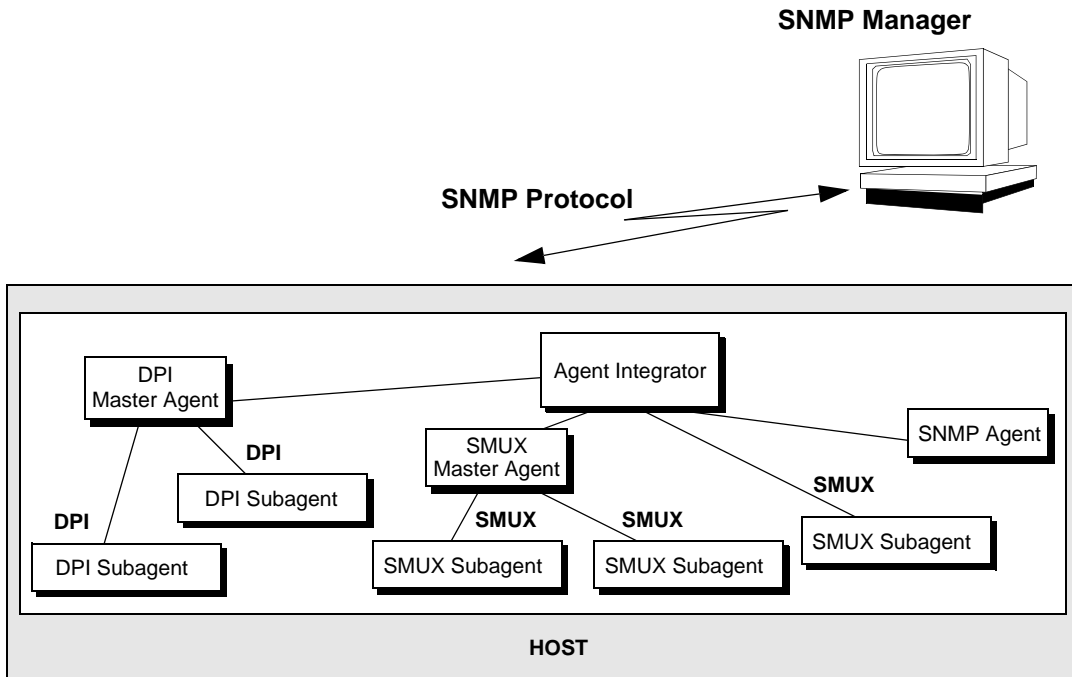 SNMP Manager
SNMP Protocol
DPI
Master Agent
Agent Integrator
SNMP Agent
SMUX
Master Agent
DPI
DPI Subagent
SMUX
DPI
SMUX
SMUX
DPI Subagent
SMUX Subagent
SMUX Subagent
SMUX Subagent
HOST